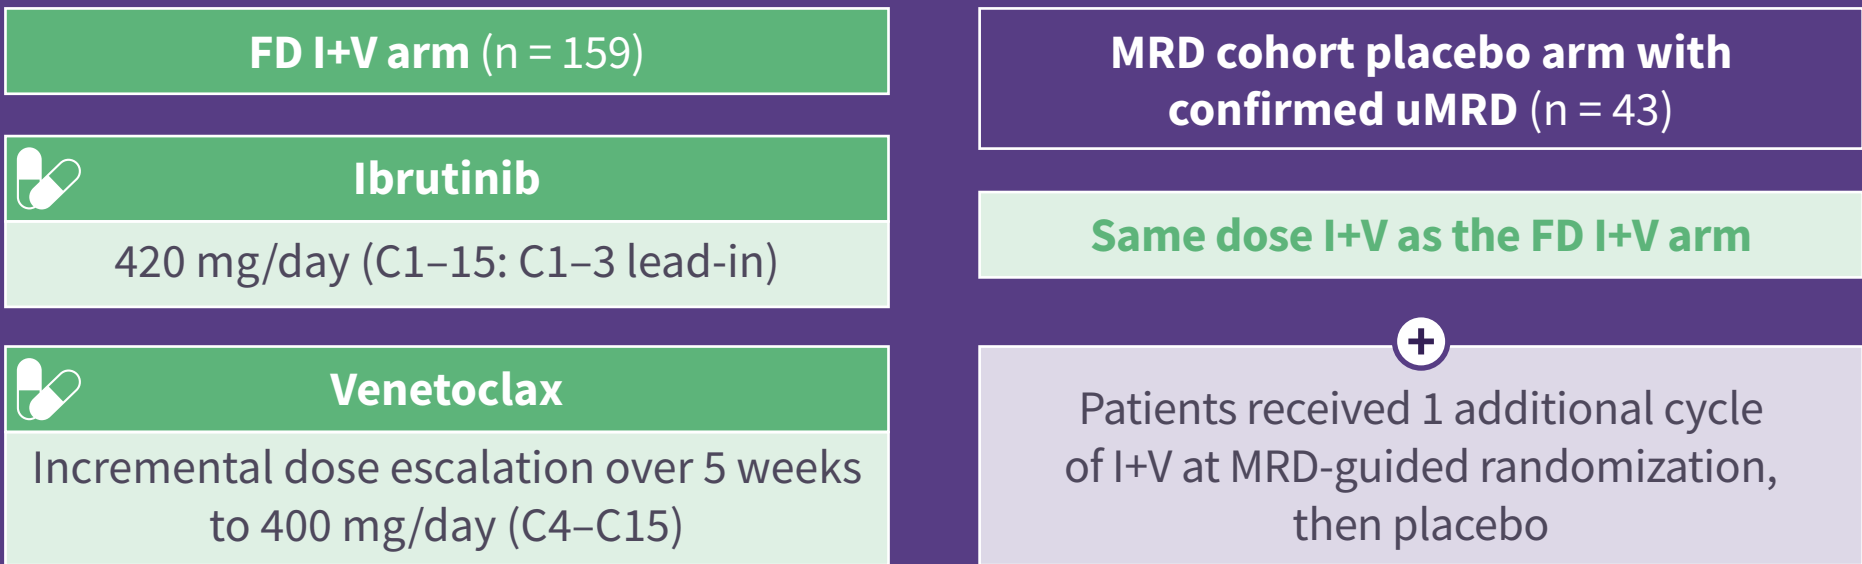 FD I+V arm (n = 159)
Ibrutinib
420 mg/day (C1–15: C1–3 lead-in)
Venetoclax
Incremental dose escalation over 5 weeks
to 400 mg/day (C4–C15)
MRD cohort placebo arm with
confirmed uMRD (n = 43)
Same dose I+V as the FD I+V arm
+
Patients received 1 additional cycle
of I+V at MRD-guided randomization,
then placebo